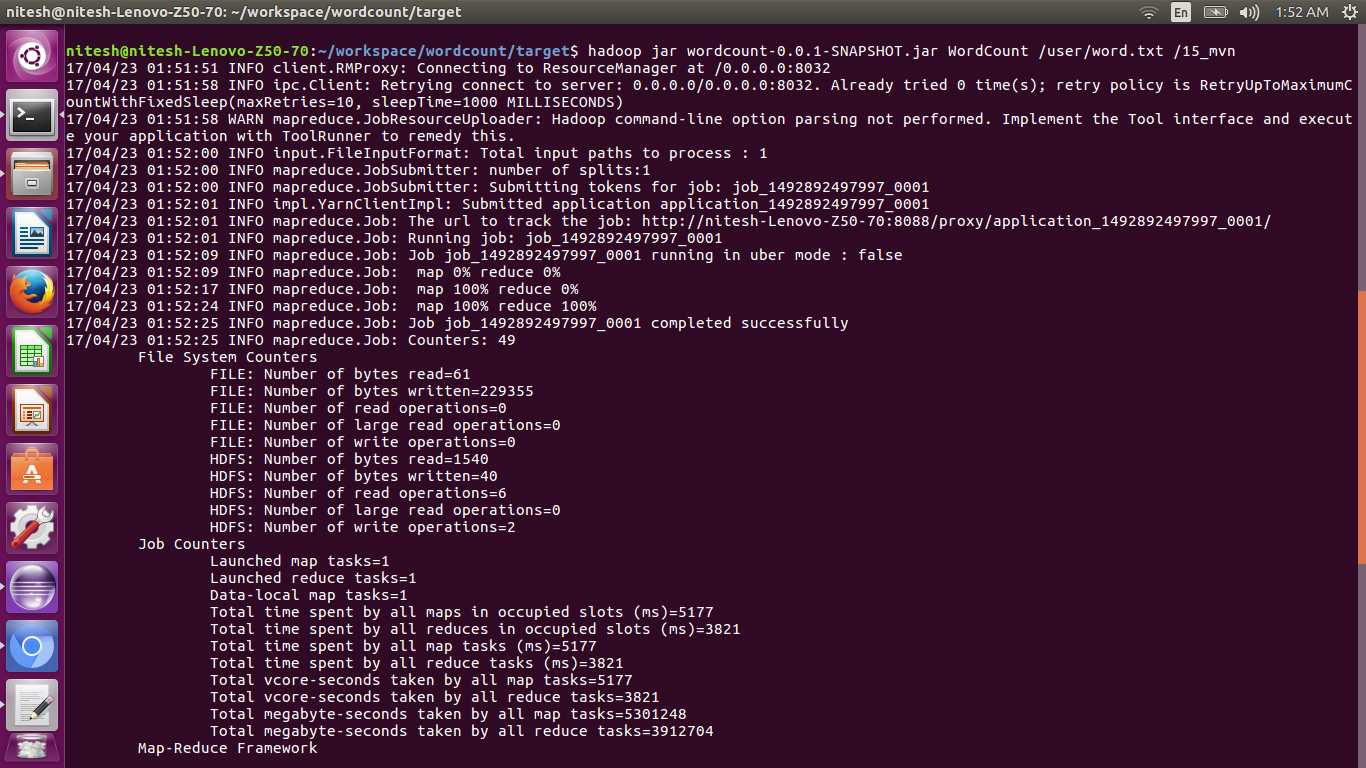 nitesh@nitesh-Lenovo-Z50-70: ~/workspace/wordcount/target
En
1:52 AM
nitesh@nitesh-Lenovo-Z50-70:~/workspace/wordcount/target$ hadoop jar wordcount-0.0.1-SNAPSHOT.jar WordCount /user/word.txt /15_mvn
17/04/23 01:51:51 INFO client.RMProxy: Connecting to ResourceManager at /0.0.0.0:8032
17/04/23 01:51:58 INFO ipc.Client: Retrying connect to server: 0.0.0.0/0.0.0.0:8032. Already tried 0 time(s); retry policy is RetryUpToMaximumC
ountWithFixedSleep(maxRetries=10, sleepTime=1000 MILLISECONDS)
17/04/23 01:51:58 WARN mapreduce.JobResourceUploader: Hadoop command-line option parsing not performed. Implement the Tool interface and execut
e your application with ToolRunner to remedy this.
17/04/23 01:52:00 INFO input.FileInputFormat: Total input paths to process : 1
17/04/23 01:52:00 INFO mapreduce.JobSubmitter: number of splits:1
17/04/23 01:52:00 INFO mapreduce.JobSubmitter: Submitting tokens for job: job_1492892497997_0001
17/04/23 01:52:01 INFO impl.YarnClientImpl: Submitted application application_1492892497997_0001
17/04/23 01:52:01 INFO mapreduce.Job: The url to track the job: http://nitesh-Lenovo-Z50-70:8088/proxy/application_1492892497997_0001/
17/04/23 01:52:01 INFO mapreduce.Job: Running job: job_1492892497997_0001
17/04/23 01:52:09 INFO mapreduce.Job: Job job_1492892497997_0001 running in uber mode : false
17/04/23 01:52:09 INFO mapreduce.Job:  map 0% reduce 0%
17/04/23 01:52:17 INFO mapreduce.Job:  map 100% reduce 0%
17/04/23 01:52:24 INFO mapreduce.Job:  map 100% reduce 100%
17/04/23 01:52:25 INFO mapreduce.Job: Job job_1492892497997_0001 completed successfully
17/04/23 01:52:25 INFO mapreduce.Job: Counters: 49
File System Counters
FILE: Number of bytes read=61
FILE: Number of bytes written=229355
FILE: Number of read operations=0
FILE: Number of large read operations=0
FILE: Number of write operations=0
HDFS: Number of bytes read=1540
HDFS: Number of bytes written=40
HDFS: Number of read operations=6
HDFS: Number of large read operations=0
HDFS: Number of write operations=2
Job Counters
Launched map tasks=1
Launched reduce tasks=1
Data-local map tasks=1
Total time spent by all maps in occupied slots (ms)=5177
Total time spent by all reduces in occupied slots (ms)=3821
Total time spent by all map tasks (ms)=5177
Total time spent by all reduce tasks (ms)=3821
Total vcore-seconds taken by all map tasks=5177
Total vcore-seconds taken by all reduce tasks=3821
Total megabyte-seconds taken by all map tasks=5301248
Total megabyte-seconds taken by all reduce tasks=3912704
Map-Reduce Framework